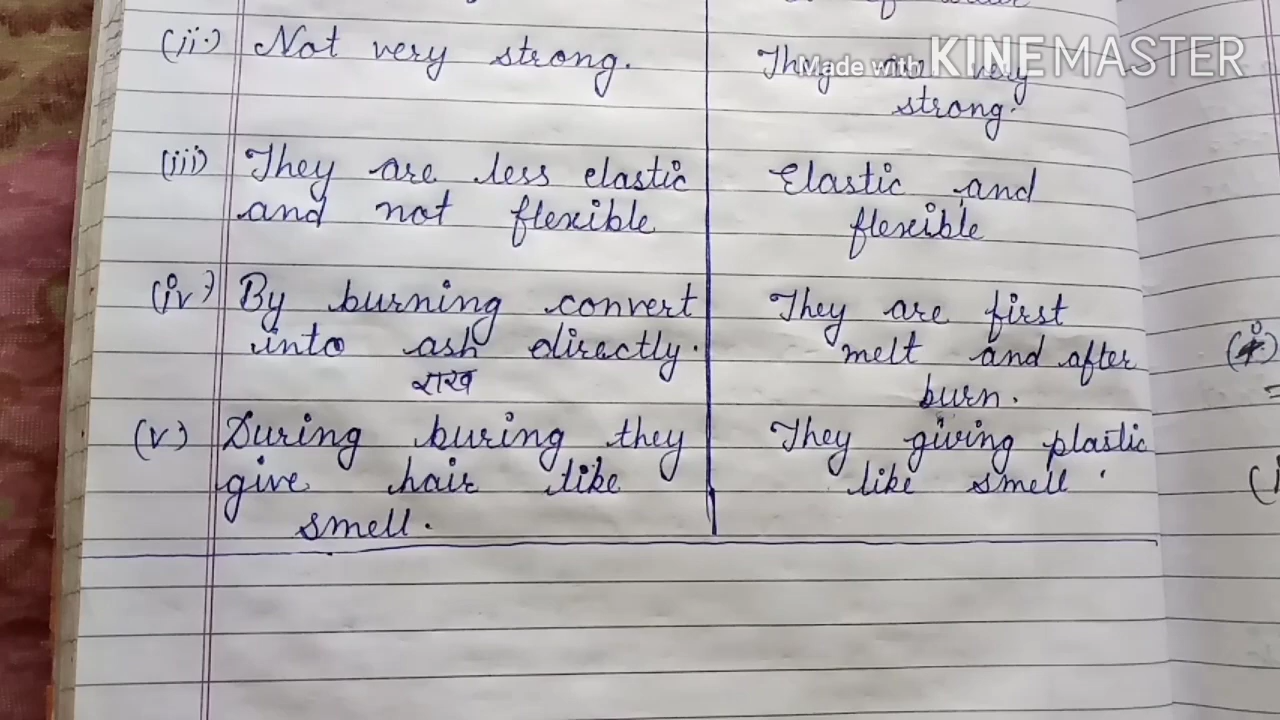 (ii.) Not very strong.
They are very
strong.
Made with KINEMASTER
(iii) They are less elastic
and not flexible
Elastic and
flexible
(iv) By burning convert
into ash directly.
राख
They are first
melt and after
burn.
(v) During buring they
give hair like
smell.
They giving plastic
like smell.